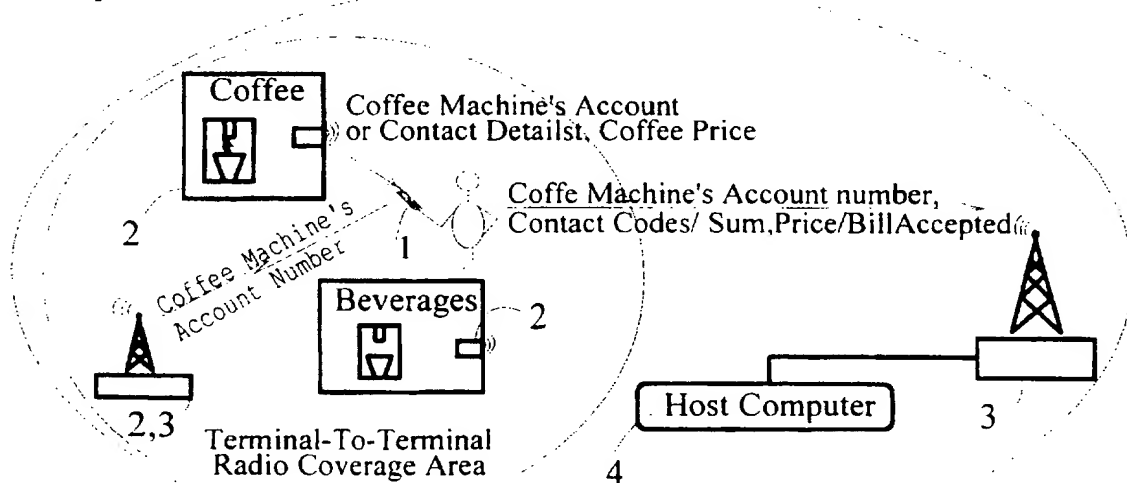 Coffee
Coffee Machine's Account
or Contact Detailst, Coffee Price
2
1
Coffe Machine's Account number,
Contact Codes/ Sum,Price/BillAccepted
Coffee Machine's
Account Number
Beverages
2
2,3
Terminal-To-Terminal
Radio Coverage Area
Host Computer
4
3